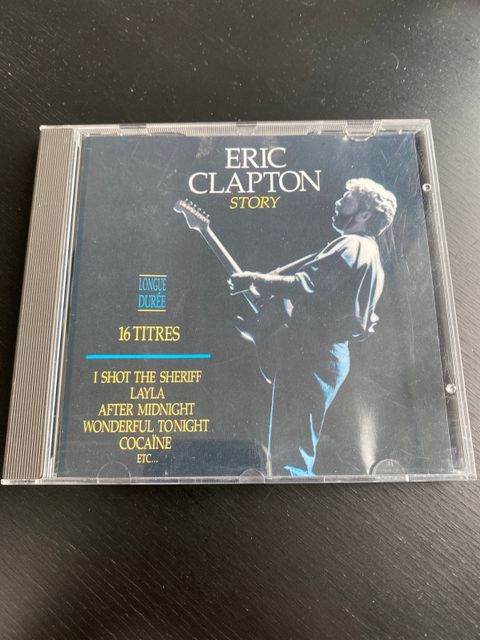 ERIC
CLAPTON
STORY
LONGUE
DURÉE
16 TITRES
I SHOT THE SHERIFF
LAYLA
AFTER MIDNIGHT
WONDERFUL TONIGHT
COCAÏNE
ETC...